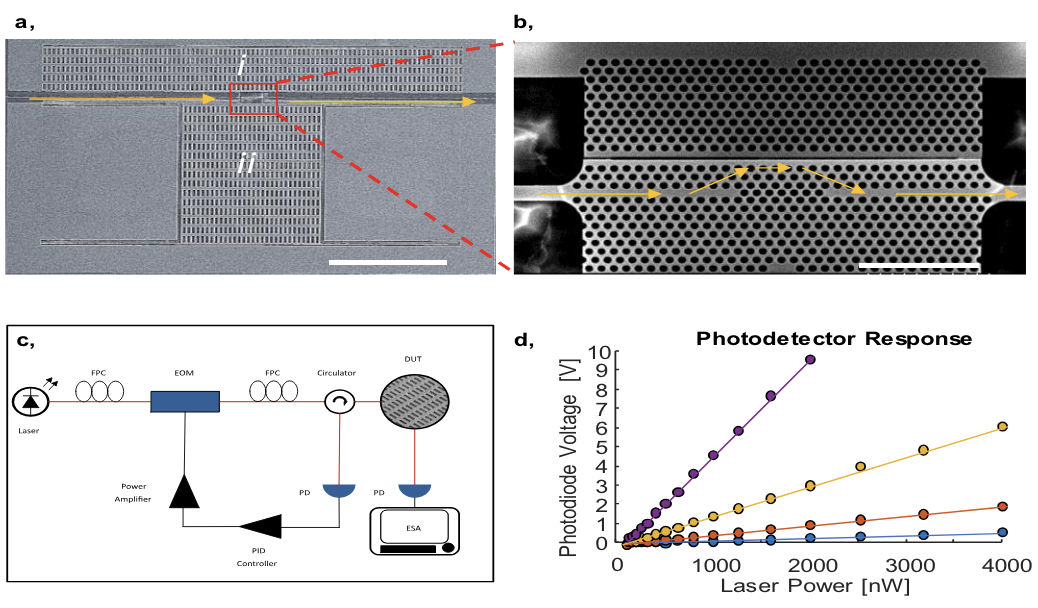 a,
b,
i
ii
c,
FPC
EOM
FPC
Circulator
DUT
Laser
Power
Amplifier
PD
PD
ESA
PID
Controller
d,
Photodetector Response
Photodiode Voltage [V]
10
9
8
7
6
5
4
3
2
1
0
0
1000
2000
3000
4000
Laser Power [nW]